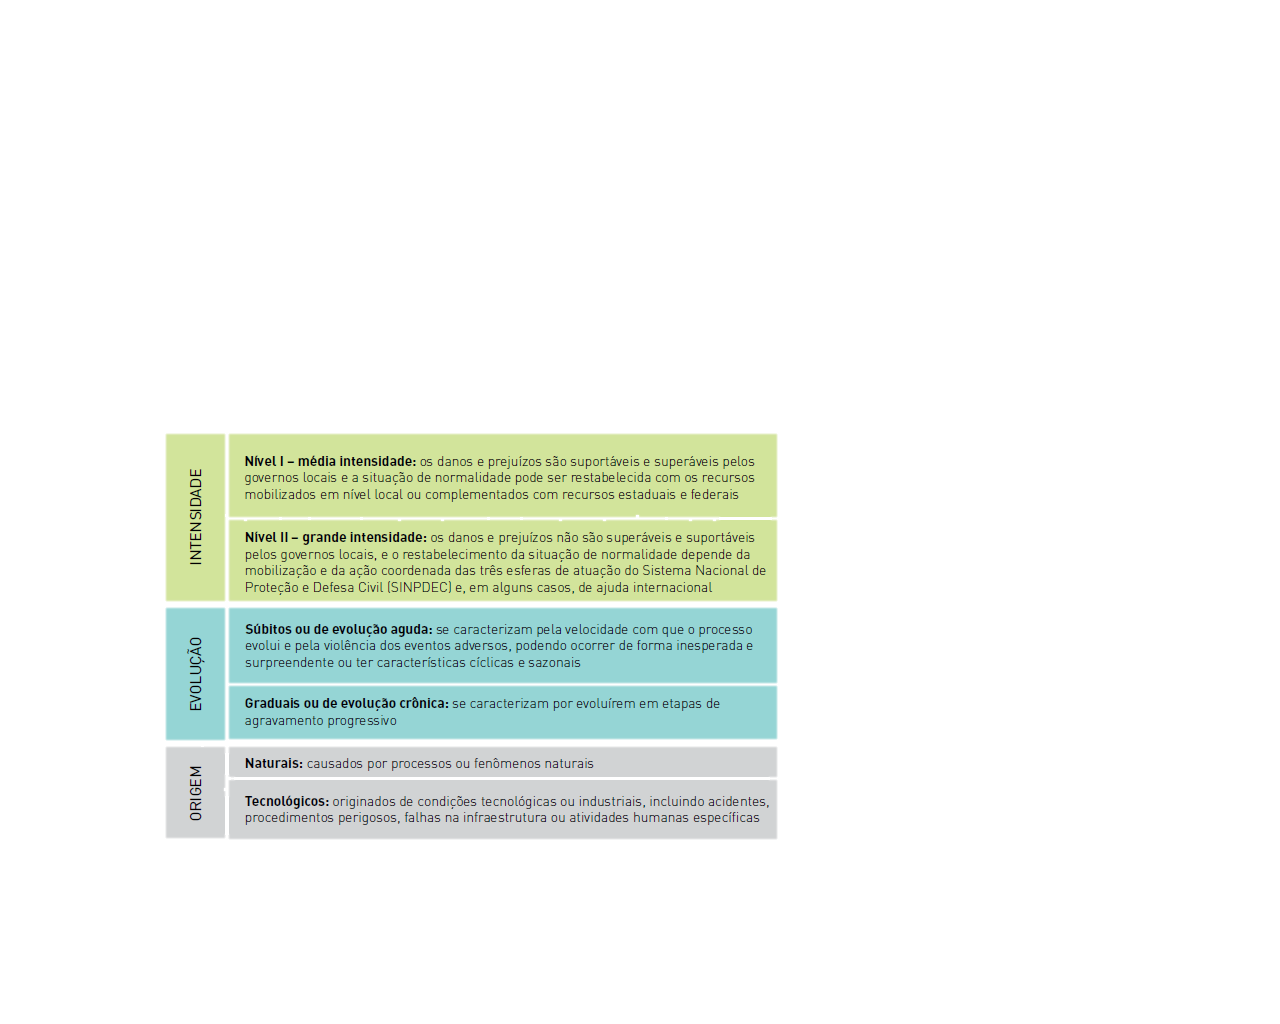 INTENSIDADE
Nível I – média intensidade: os danos e prejuízos são suportáveis e superáveis pelos
governos locais e a situação de normalidade pode ser restabelecida com os recursos
mobilizados em nível local ou complementados com recursos estaduais e federais
Nível II – grande intensidade: os danos e prejuízos não são superáveis e suportáveis
pelos governos locais, e o restabelecimento da situação de normalidade depende da
mobilização e da ação coordenada das três esferas de atuação do Sistema Nacional de
Proteção e Defesa Civil (SINPDEC) e, em alguns casos, de ajuda internacional
EVOLUÇÃO
Súbitos ou de evolução aguda: se caracterizam pela velocidade com que o processo
evolui e pela violência dos eventos adversos, podendo ocorrer de forma inesperada e
surpreendente ou ter características cíclicas e sazonais
Graduais ou de evolução crônica: se caracterizam por evoluírem em etapas de
agravamento progressivo
ORIGEM
Naturais: causados por processos ou fenômenos naturais
Tecnológicos: originados de condições tecnológicas ou industriais, incluindo acidentes,
procedimentos perigosos, falhas na infraestrutura ou atividades humanas específicas